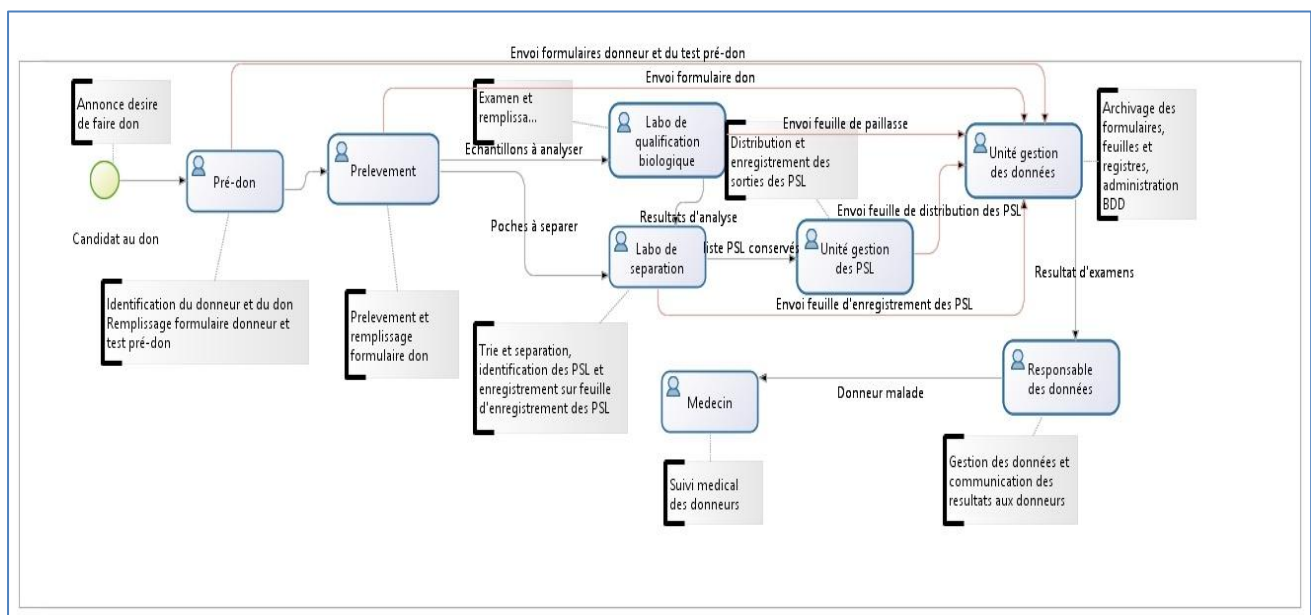 Envoi formulaires donneur et du test pré-don
Envoi formulaire don
Annonce desire
de faire don
Examen et
remplissa...
Labo de
qualification
biologique
Envoi feuille de paillasse
Distribution et
enregistrement des
sorties des PSL
Unité gestion
des données
Archivage des
formulaires,
feuilles et
registres,
administration
BDD
Pré-don
Prelevement
Echantillons à analyser
Candidat au don
Poches à separer
Resultats d'analyse
Envoi feuille de distribution des PSL
Labo de
separation
liste PSL conservés
Unité gestion
des PSL
Resultat d'examens
Envoi feuille d'enregistrement des PSL
Identification du donneur et du don
Remplissage formulaire donneur et
test pré-don
Prelevement et
remplissage
formulaire don
Trie et separation,
identification des PSL et
enregistrement sur feuille
d'enregistrement des PSL
Medecin
Donneur malade
Responsable
des données
Suivi medical
des donneurs
Gestion des données et
communication des
resultats aux donneurs